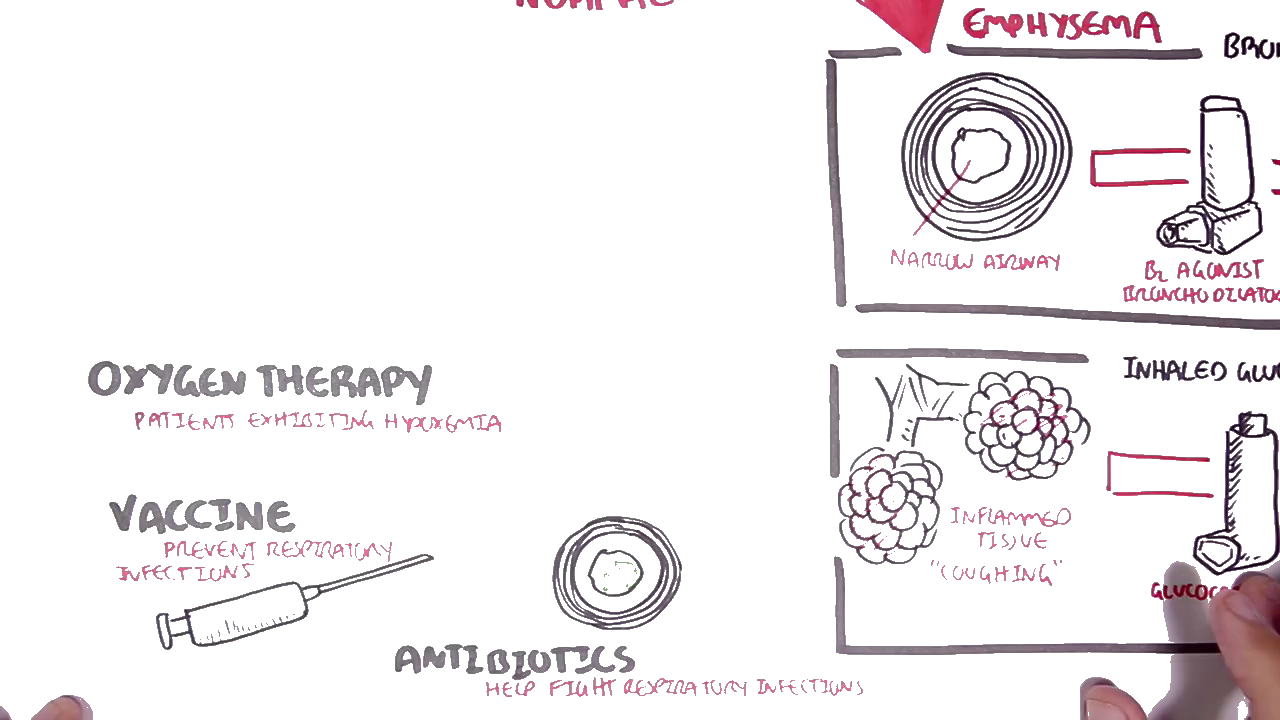 EMPHYSEMA
NARROW AIRWAY
B2 AGONIST
OXYGEN THERAPY
PATIENTS EXHIBITING HYPOXEMIA
INHALED
VACCINE
PREVENT RESPIRATORY
INFECTIONS
INFLAMMED
TISSUE
"COUGHING"
ANTIBIOTICS
HELP FIGHT RESPIRATORY INFECTIONS